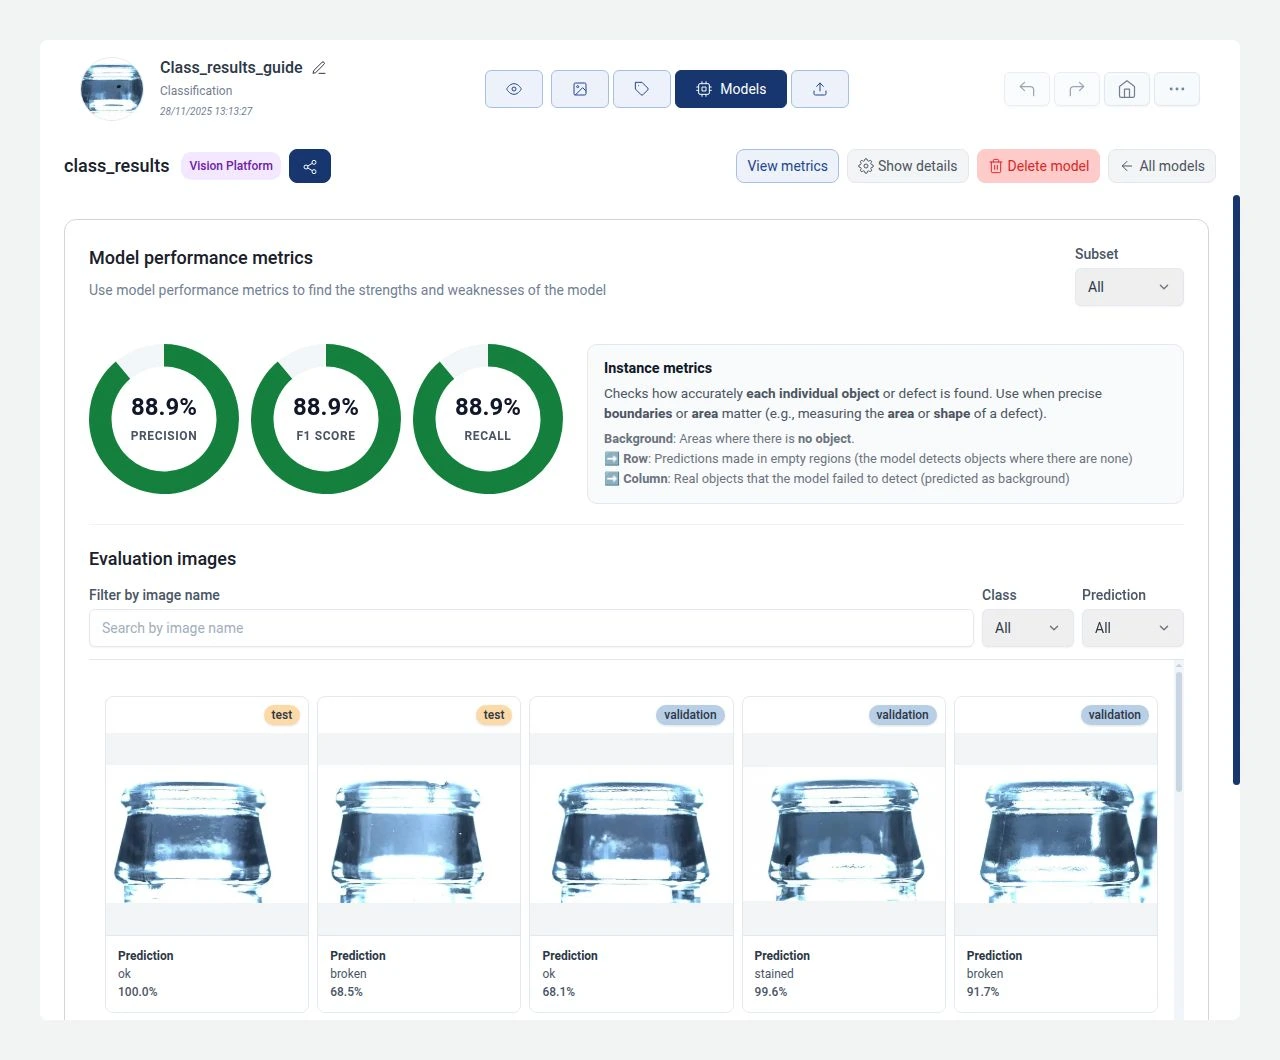 Class_results_guide
Classification
28/11/2025 13:13:27
Models
class_results
Vision Platform
View metrics
Show details
Delete model
All models
Model performance metrics
Use model performance metrics to find the strengths and weaknesses of the model
Subset
All
88.9%
PRECISION
88.9%
F1 SCORE
88.9%
RECALL
Instance metrics
Checks how accurately each individual object or defect is found. Use when precise
boundaries or area matter (e.g., measuring the area or shape of a defect).
Background: Areas where there is no object.
➡️ Row: Predictions made in empty regions (the model detects objects where there are none)
➡️ Column: Real objects that the model failed to detect (predicted as background)
Evaluation images
Filter by image name
Search by image name
Class
All
Prediction
All
test
Prediction
ok
100.0%
test
Prediction
broken
68.5%
validation
Prediction
ok
68.1%
validation
Prediction
stained
99.6%
validation
Prediction
broken
91.7%